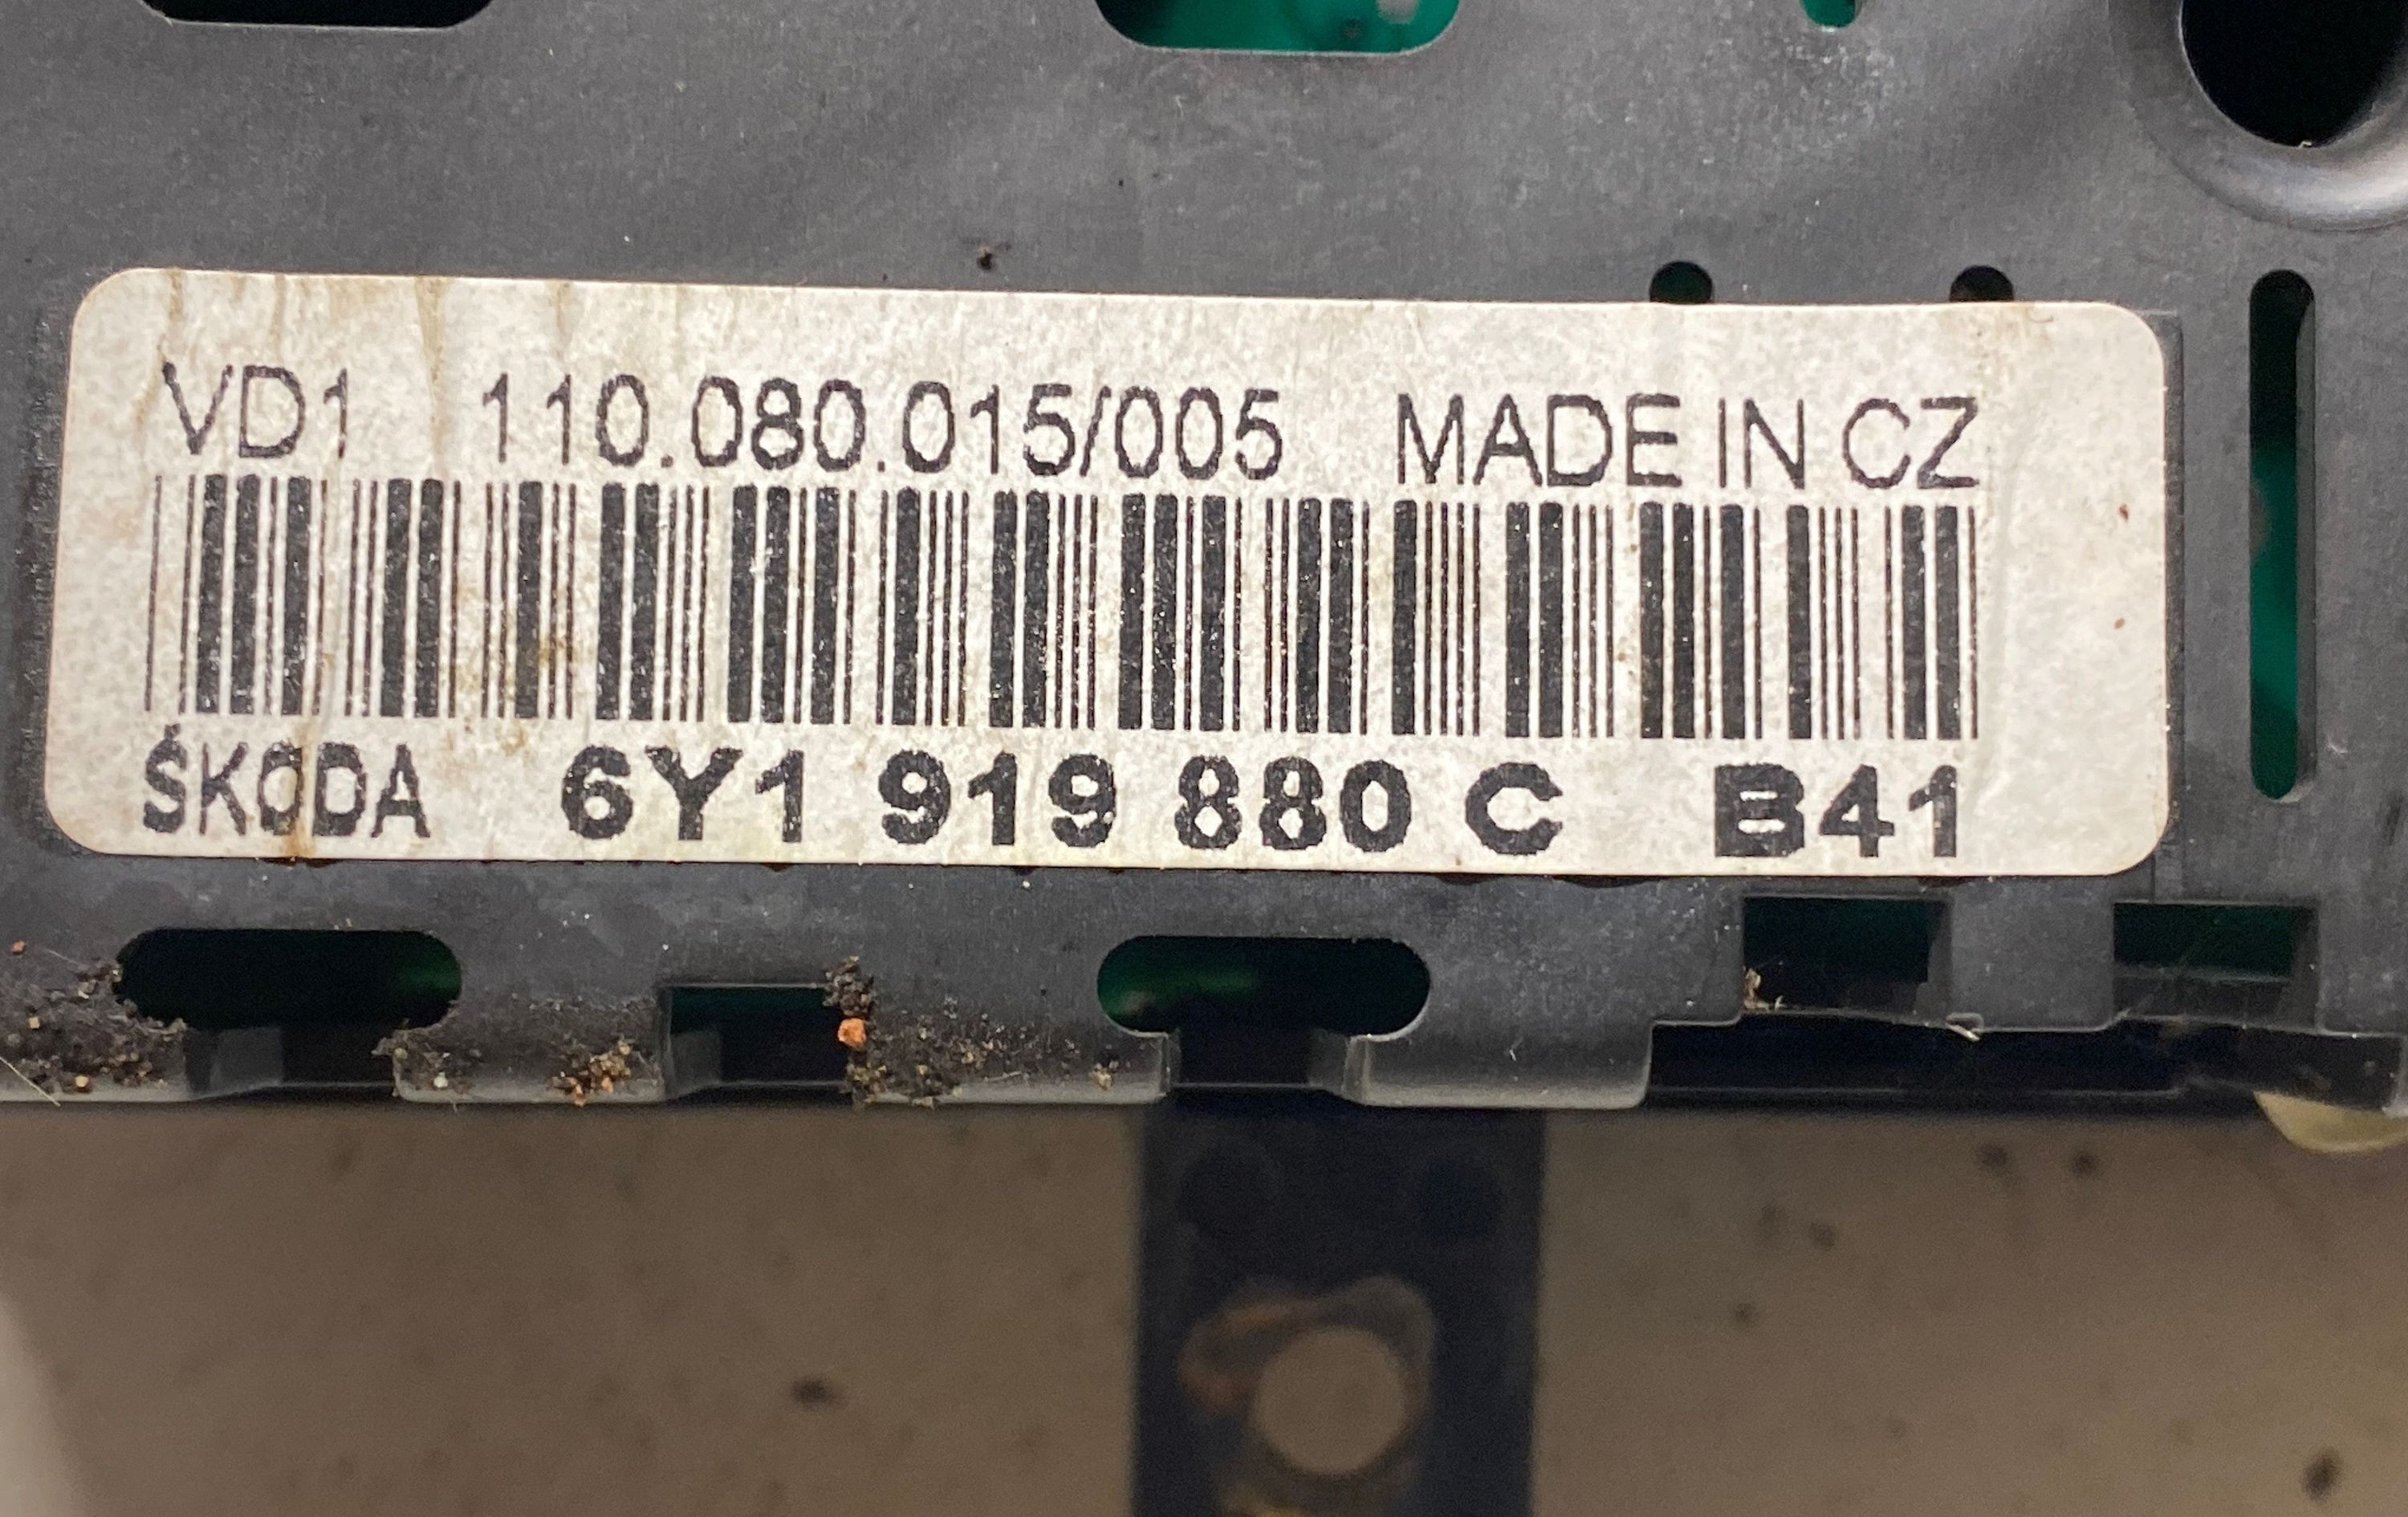 VD1 110.080.015/005 MADE IN CZ
ŠKODA 6Y1 919 880 C B41